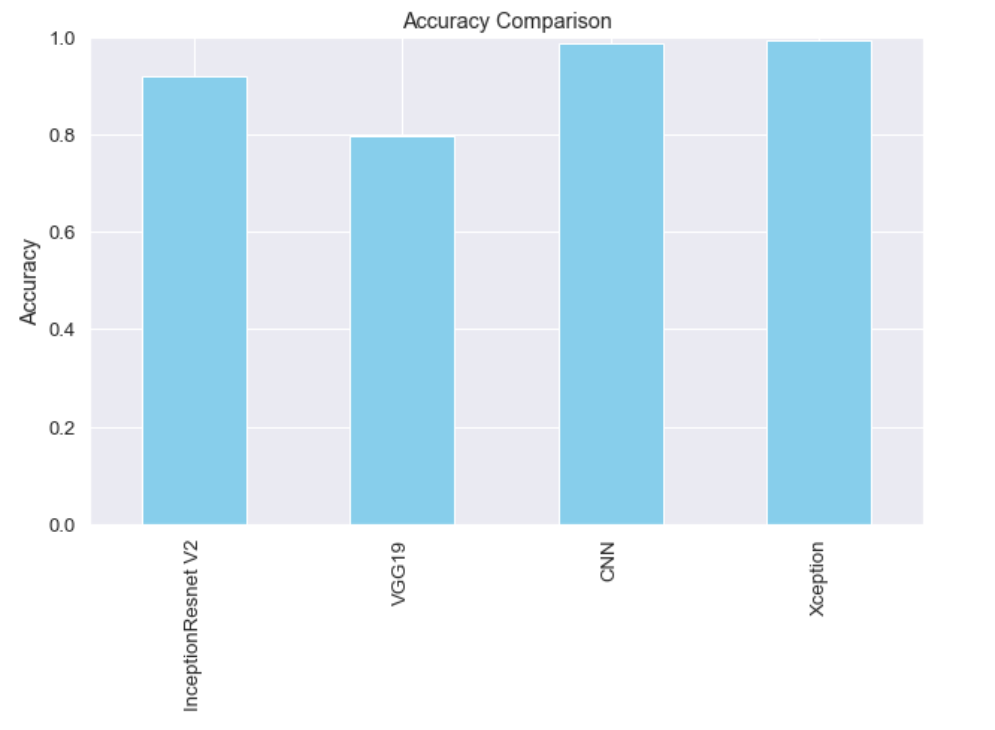 Accuracy Comparison
1.0
0.8
0.6
0.4
0.2
0.0
Accuracy
InceptionResnet V2
VGG19
CNN
Xception